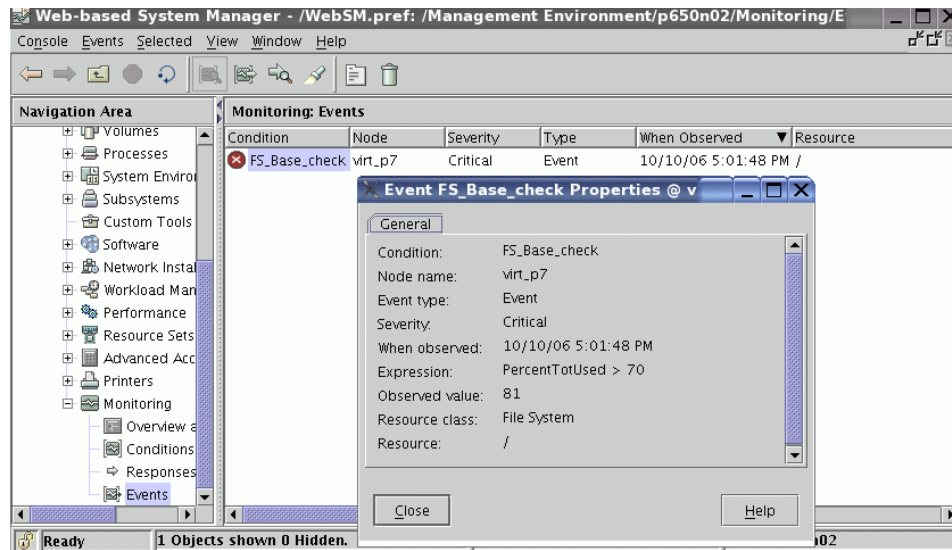 Web-based System Manager - /WebSM.pref: /Management Environment/p650n02/Monitoring/E
Console Events Selected View Window Help
Navigation Area
Monitoring: Events
Volumes
Processes
System Enviro
Subsystems
Custom Tools
Software
Network Instal
Workload Man
Performance
Resource Sets
Advanced Acc
Printers
Monitoring
Overview a
Conditions
Responses
Events
Condition Node Severity Type When Observed Resource
FS_Base_check virt_p7 Critical Event 10/10/06 5:01:48 PM /
Event FS_Base_check Properties @ v
General
Condition: FS_Base_check
Node name: virt_p7
Event type: Event
Severity: Critical
When observed: 10/10/06 5:01:48 PM
Expression: PercentTotUsed > 70
Observed value: 81
Resource class: File System
Resource: /
Close Help
Ready 1 Objects shown 0 Hidden. n02